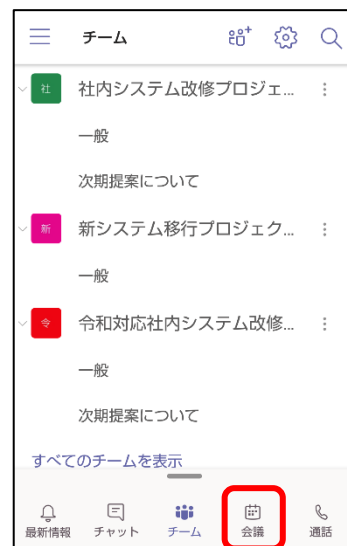 チーム
社 社内システム改修プロジェ...
一般
次期提案について
新 新システム移行プロジェク...
一般
令 令和対応社内システム改修...
一般
次期提案について
すべてのチームを表示
最新情報 チャット チーム 会議 通話